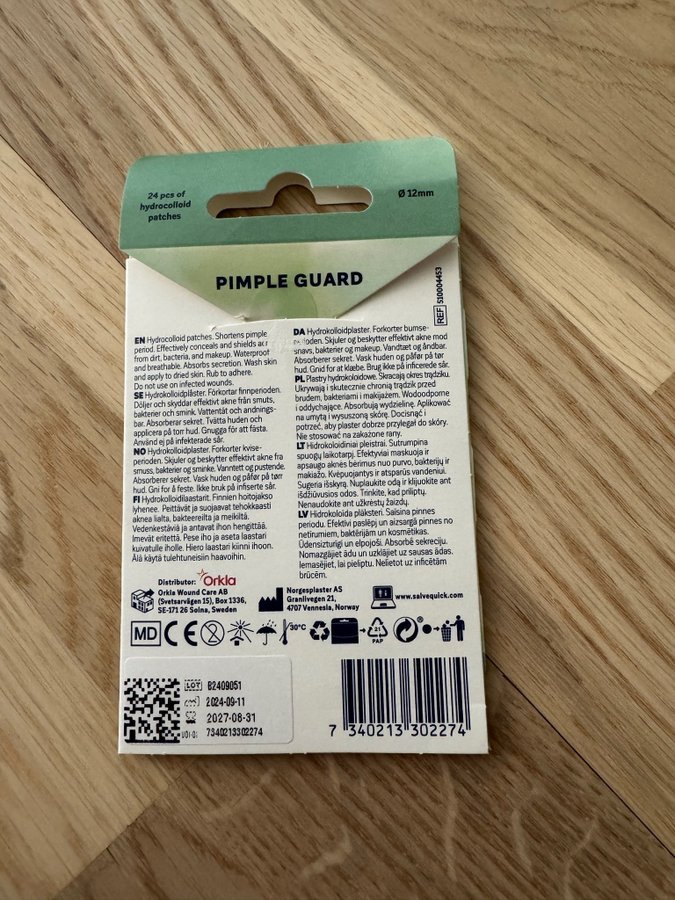 24 pcs of
hydrocolloid
patches
Ø 12mm
PIMPLE GUARD
REF 510004453
EN Hydrocolloid patches. Shortens pimple
period. Effectively conceals and shields
from dirt, bacteria, and makeup. Waterproof
and breathable. Absorbs secretion. Wash skin
and apply to dried skin. Rub to adhere.
Do not use on infected wounds.
SE Hydrokolloidplåster. Förkortar finnperioden.
Döljer och skyddar effektivt akne från smuts,
bakterier och smink. Vattentät och andnings-
bar. Absorberar sekret. Tvätta huden och
applicera på torr hud. Gnugga för att fästa.
Använd ej på infekterade sår.
NO Hydrokolloidplaster. Forkorter kvise-
perioden. Skjuler og beskytter effektivt akne fra
smuss, bakterier og sminke. Vanntett og pustende.
Absorberer sekret. Vask hud og påfør på tørr
hud. Gni for å feste. Ikke bruk på infiserte sår.
FI Hydrokolloidilaastarit. Finnien hoitojakso
lyhenee. Peittävät ja suojaavat tehokkaasti
aknea lialta, bakteereilta ja meikiltä.
Vedenkestäviä ja antavat ihon hengittää.
Imevät eritettä. Pese iho ja aseta laastari
kuivatulle iholle. Hiero laastari kiinni ihoon.
Älä käytä tulehtuneisiin haavoihin.
DA Hydrokolloidplaster. Forkorter bumse-
perioden. Skjuler og beskytter effektivt akne mod
snavs, bakterier og makeup. Vandtæt og åndbar.
Absorberer sekret. Vask huden og påfør på tør
hud. Gnid for at klæbe. Brug ikke på inficerede sår.
PL Plastry hydrokoloidowe. Skracają okres trądziku.
Ukrywają i skutecznie chronią trądzik przed
brudem, bakteriami i makijażem. Wodoodporne
i oddychające. Absorbują wydzielinę. Aplikować
na umytą i wysuszoną skórę. Docisnąć i
potrzeć, aby plaster dobrze przylegał do skóry.
Nie stosować na zakażone rany.
LT Hidrokoloidiniai pleistrai. Sutrumpina
spuogų laikotarpį. Efektyviai maskuoja ir
apsaugo aknės bėrimus nuo purvo, bakterijų ir
makiažo. Kvėpuojantys ir atsparūs vandeniui.
Sugeria išskyrą. Nuplaukite odą ir klijuokite ant
išdžiūvusios odos. Trinkite, kad priliptų.
Nenaudokite ant užkrėstų žaizdų.
LV Hidrokoloīda plāksteri. Saīsina pinnes
periodu. Efektīvi paslēpj un aizsargā pinnes no
netīrumiem, baktērijām un kosmētikas.
Ūdensizturīgi un elpojoši. Absorbē sekreciju.
Nomazgājiet ādu un uzklājiet uz sausas ādas.
Iemasējiet, lai pieliptu. Nelietot uz inficētām
brūcēm.
Distributor: Orkla
Orkla Wound Care AB
(Svetsarvägen 15), Box 1336,
SE-171 26 Solna, Sweden
Norgesplaster AS
Granlivegen 21,
4707 Vennesla, Norway
www.salvequick.com
MD CE 30°C 21 PAP
LOT B2409051
2024-09-11
2027-08-31
UDI-DI 7340213302274
7 340213 302274